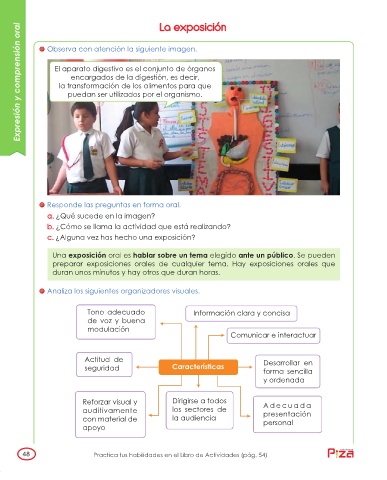 La exposición
Expresión y comprensión oral
Observa con atención la siguiente imagen.
El aparato digestivo es el conjunto de órganos
encargados de la digestión, es decir,
la transformación de los alimentos para que
puedan ser utilizados por el organismo.
Responde las preguntas en forma oral.
a. ¿Qué sucede en la imagen?
b. ¿Cómo se llama la actividad que está realizando?
c. ¿Alguna vez has hecho una exposición?
Una exposición oral es hablar sobre un tema elegido ante un público. Se pueden
preparar exposiciones orales de cualquier tema. Hay exposiciones orales que
duran unos minutos y hay otros que duran horas.
Analiza los siguientes organizadores visuales.
Tono adecuado
de voz y buena
modulación
Información clara y concisa
Comunicar e interactuar
Actitud de
seguridad
Características
Desarrollar en
forma sencilla
y ordenada
Reforzar visual y
auditivamente
con material de
apoyo
Dirigirse a todos
los sectores de
la audiencia
Adecuada
presentación
personal
48
Practica tus habilidades en el Libro de Actividades (pág. 54)